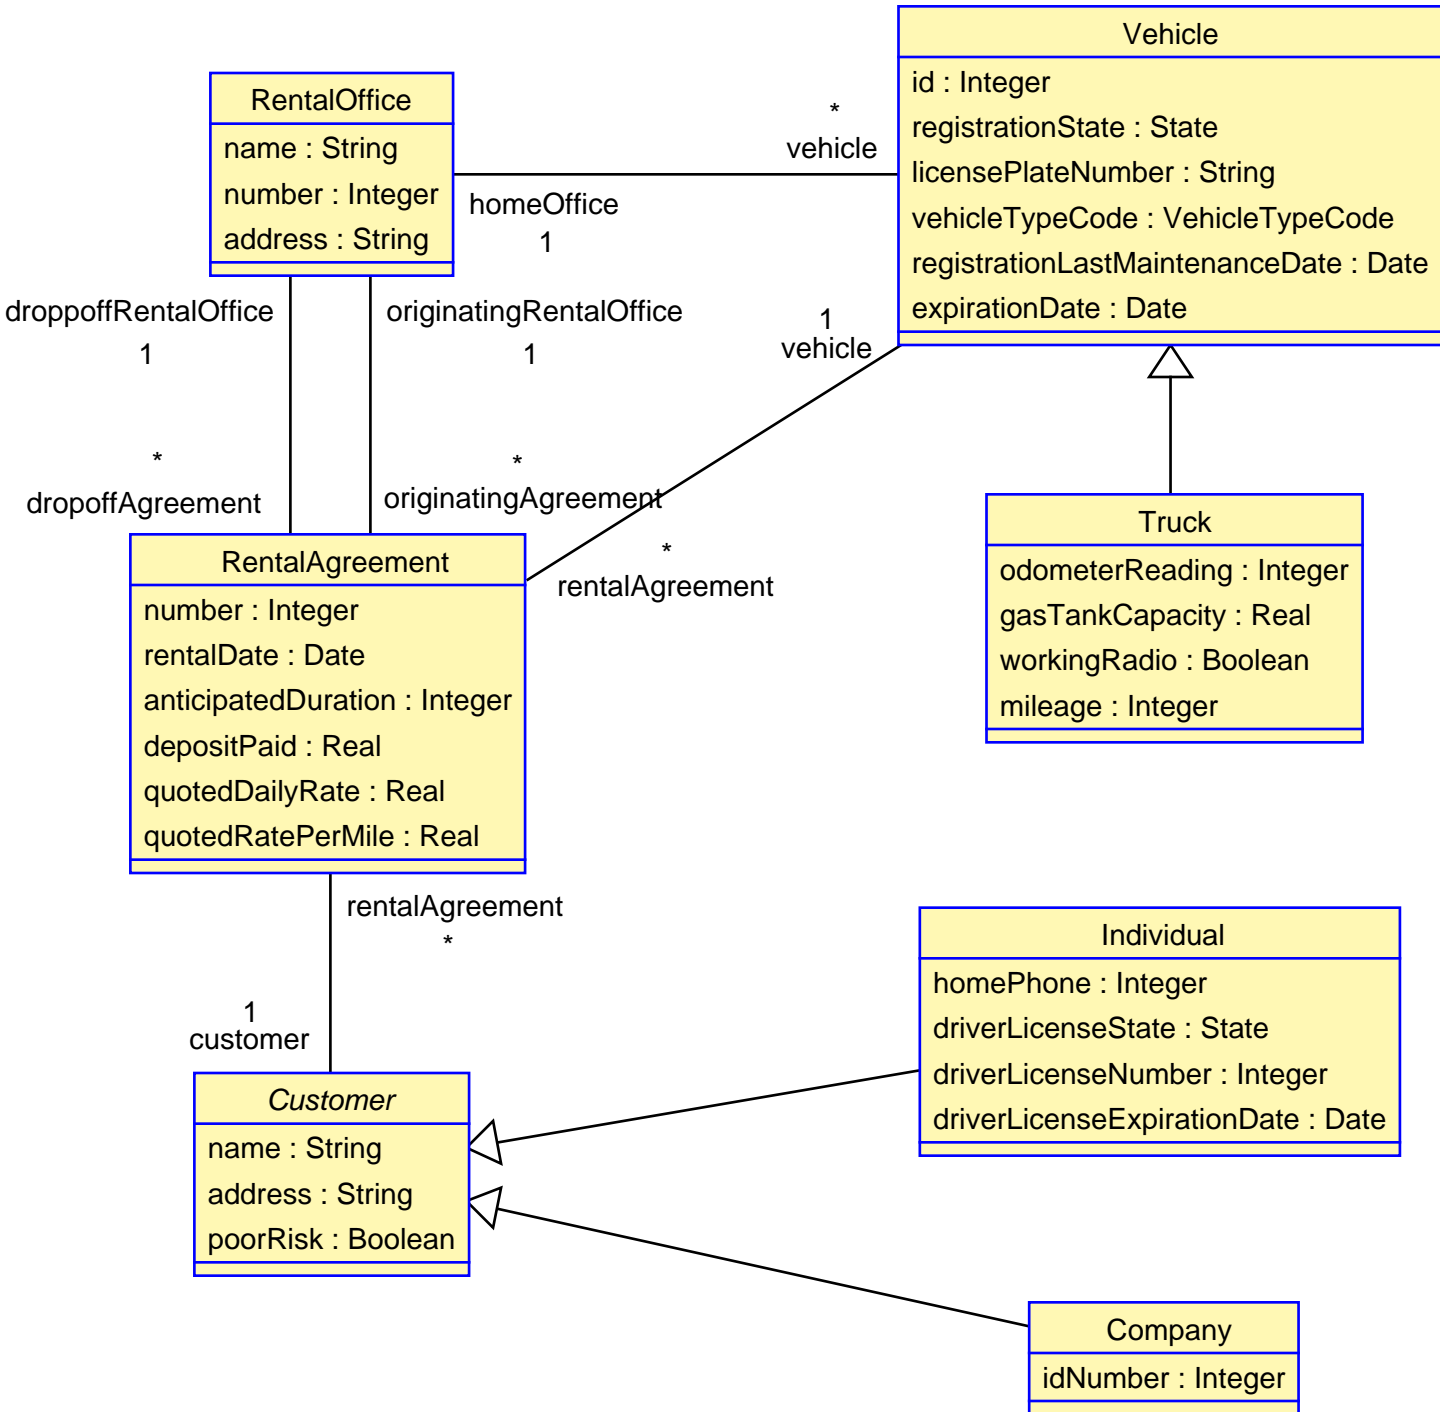 Vehicle
id : Integer
registrationState : State
licensePlateNumber : String
vehicleTypeCode : VehicleTypeCode
registrationLastMaintenanceDate : Date
expirationDate : Date
RentalOffice
name : String
number : Integer
address : String
*
vehicle
homeOffice
1
droppoffRentalOffice
1
originatingRentalOffice
1
1
vehicle
*
dropoffAgreement
*
originatingAgreement
*
rentalAgreement
Truck
odometerReading : Integer
gasTankCapacity : Real
workingRadio : Boolean
mileage : Integer
RentalAgreement
number : Integer
rentalDate : Date
anticipatedDuration : Integer
depositPaid : Real
quotedDailyRate : Real
quotedRatePerMile : Real
rentalAgreement
*
1
customer
Individual
homePhone : Integer
driverLicenseState : State
driverLicenseNumber : Integer
driverLicenseExpirationDate : Date
Customer
name : String
address : String
poorRisk : Boolean
Company
idNumber : Integer